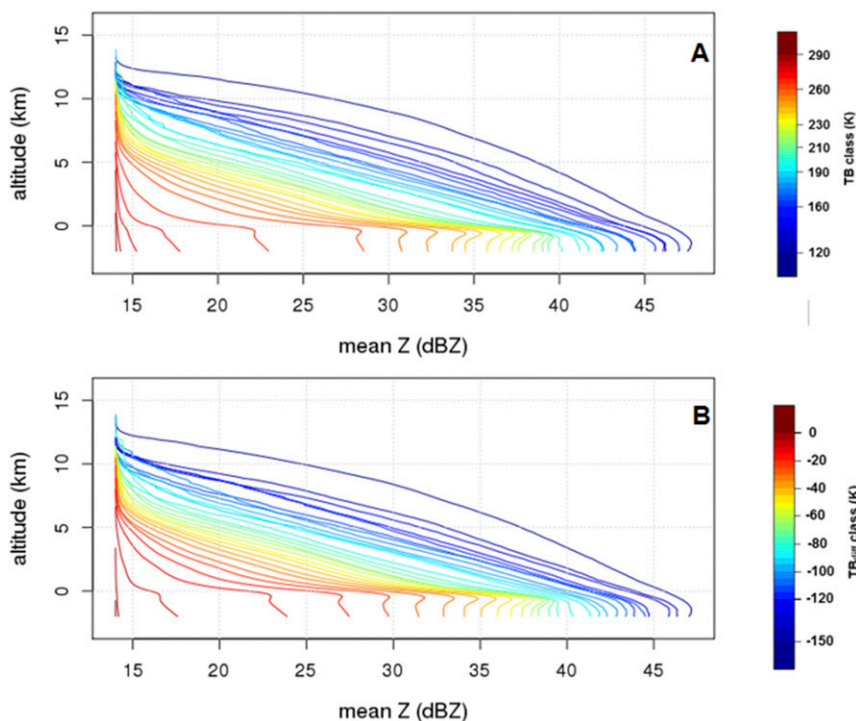 A
15
10
5
0
altitude (km)
15 20 25 30 35 40 45
mean Z (dBZ)
290
260
230
210
190
160
120
TB class (K)
B
15
10
5
0
altitude (km)
15 20 25 30 35 40 45
mean Z (dBZ)
0
-20
-40
-60
-80
-100
-120
-150
TBdiff class (K)